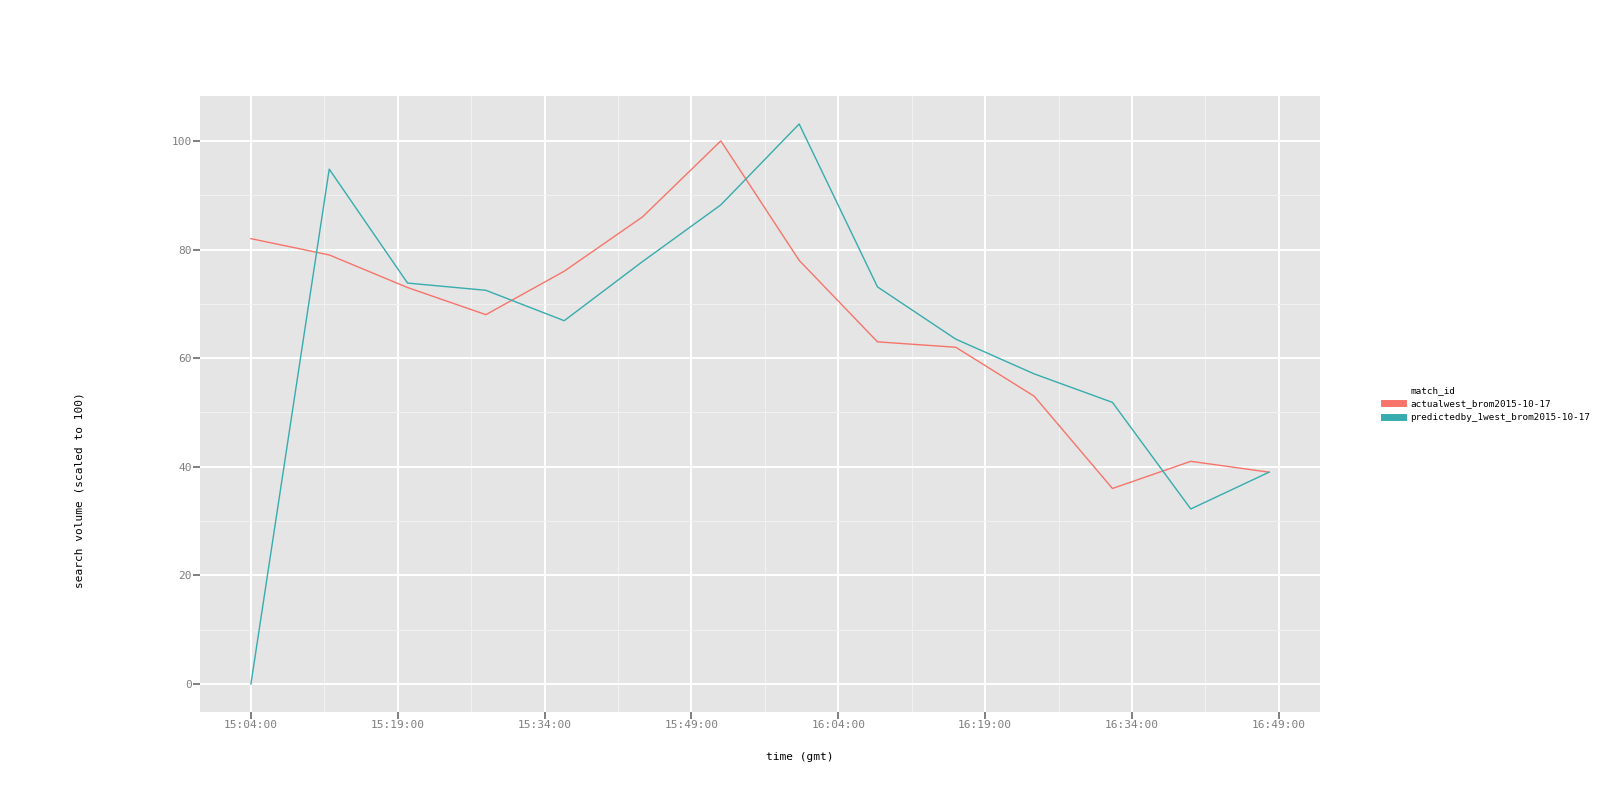 100
80
60
40
20
0
search volume (scaled to 100)
15:04:00 15:19:00 15:34:00 15:49:00 16:04:00 16:19:00 16:34:00 16:49:00
time (gmt)
match_id
actualwest_brom2015-10-17
predictedby_1west_brom2015-10-17